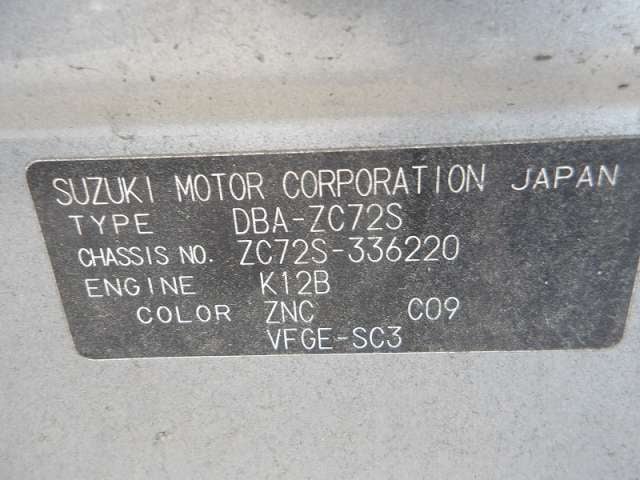 SUZUKI MOTOR CORPORATION JAPAN
TYPE DBA-ZC72S
CHASSIS NO. ZC72S-336220
ENGINE K12B
COLOR ZNC C09
VFGE-SC3